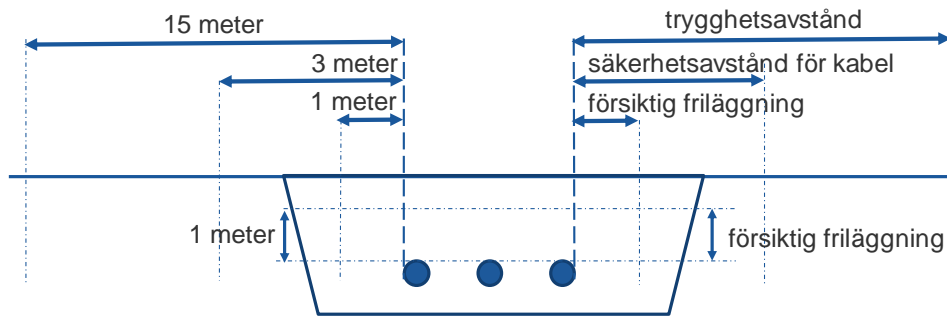 15 meter
trygghetsavstånd
3 meter
säkerhetsavstånd för kabel
1 meter
försiktig friläggning
1 meter
försiktig friläggning